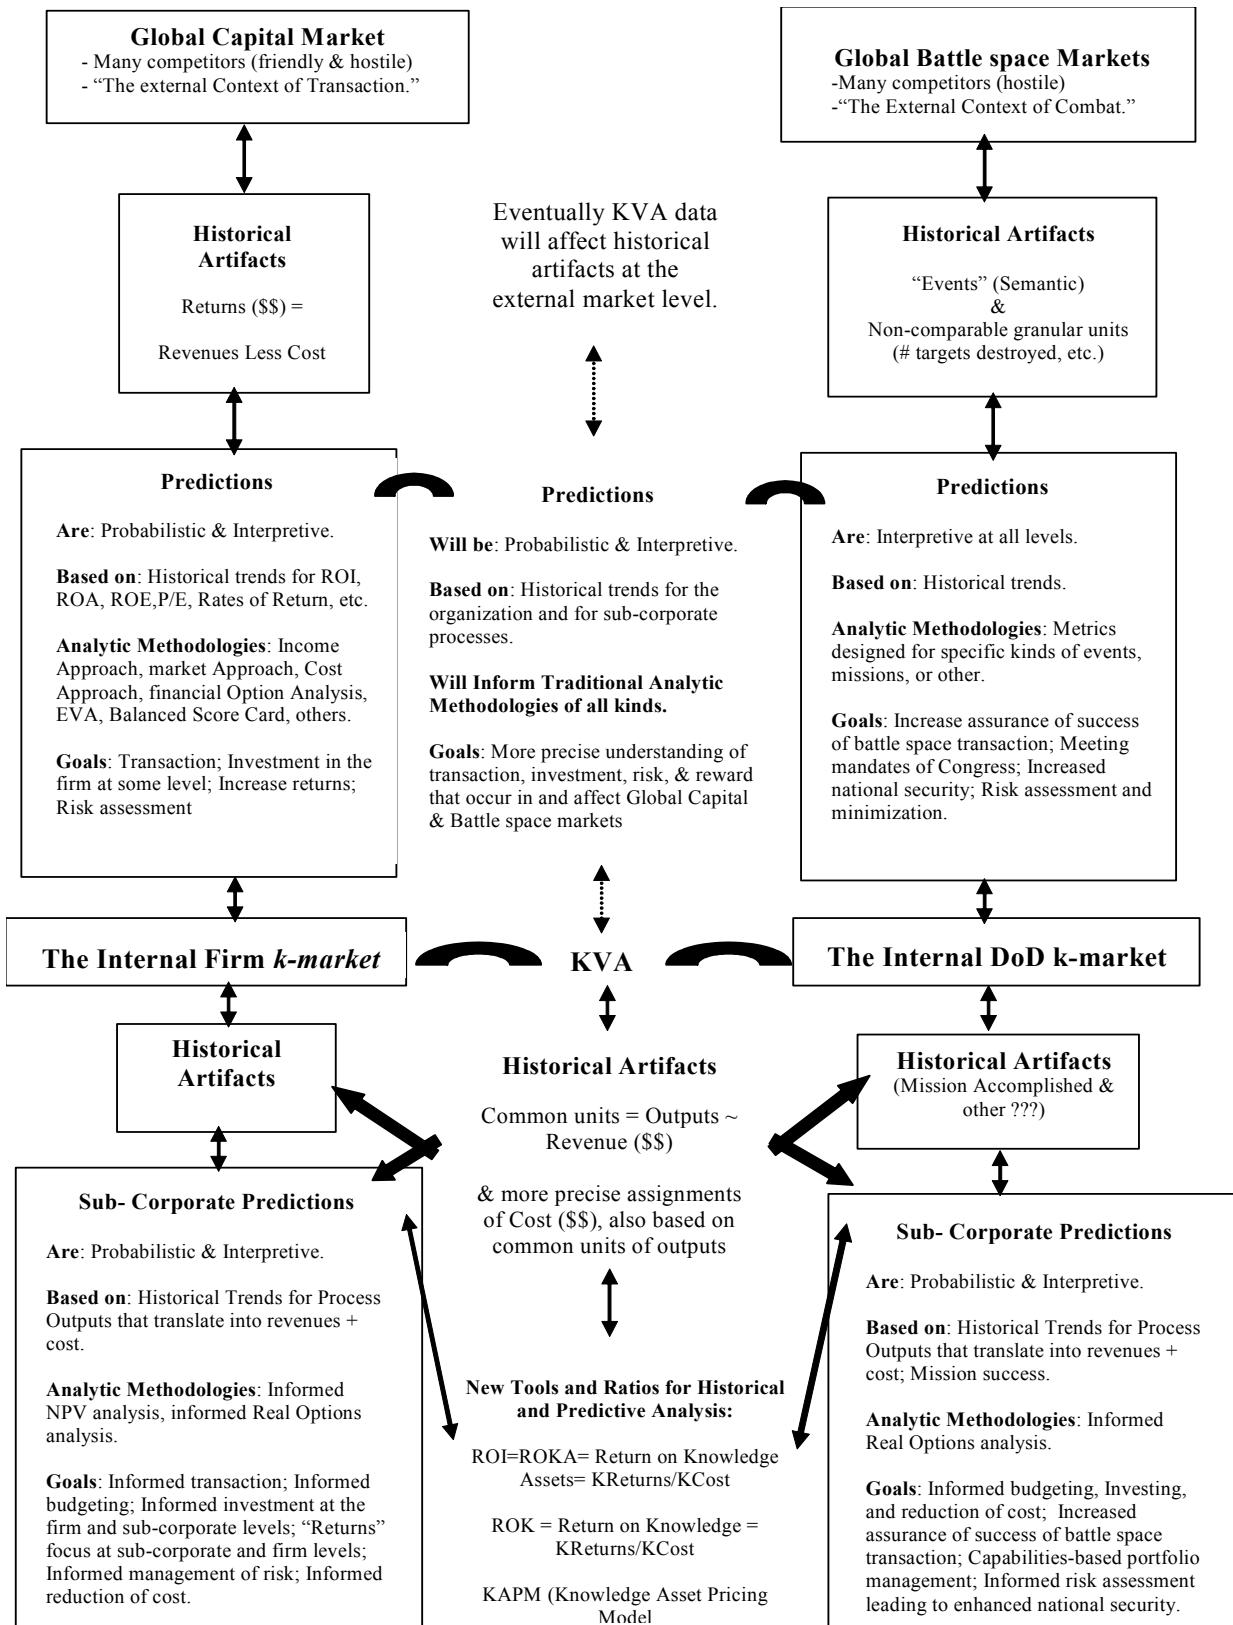 Global Capital Market
- Many competitors (friendly & hostile)
- “The external Context of Transaction.”
Global Battle space Markets
-Many competitors (hostile)
-“The External Context of Combat.”
Historical
Artifacts
Returns ($$) =
Revenues Less Cost
Eventually KVA data
will affect historical
artifacts at the
external market level.
Historical Artifacts
“Events” (Semantic)
&
Non-comparable granular units
(# targets destroyed, etc.)
Predictions
Are: Probabilistic & Interpretive.
Based on: Historical trends for ROI,
ROA, ROE,P/E, Rates of Return, etc.
Analytic Methodologies: Income
Approach, market Approach, Cost
Approach, financial Option Analysis,
EVA, Balanced Score Card, others.
Goals: Transaction; Investment in the
firm at some level; Increase returns;
Risk assessment
Predictions
Will be: Probabilistic & Interpretive.
Based on: Historical trends for the
organization and for sub-corporate
processes.
Will Inform Traditional Analytic
Methodologies of all kinds.
Goals: More precise understanding of
transaction, investment, risk, & reward
that occur in and affect Global Capital
& Battle space markets
Predictions
Are: Interpretive at all levels.
Based on: Historical trends.
Analytic Methodologies: Metrics
designed for specific kinds of events,
missions, or other.
Goals: Increase assurance of success
of battle space transaction; Meeting
mandates of Congress; Increased
national security; Risk assessment and
minimization.
The Internal Firm k-market
KVA
The Internal DoD k-market
Historical
Artifacts
Historical Artifacts
Common units = Outputs ~
Revenue ($$)
& more precise assignments
of Cost ($$), also based on
common units of outputs
Historical Artifacts
(Mission Accomplished &
other ???)
Sub- Corporate Predictions
Are: Probabilistic & Interpretive.
Based on: Historical Trends for Process
Outputs that translate into revenues +
cost.
Analytic Methodologies: Informed
NPV analysis, informed Real Options
analysis.
Goals: Informed transaction; Informed
budgeting; Informed investment at the
firm and sub-corporate levels; “Returns”
focus at sub-corporate and firm levels;
Informed management of risk; Informed
reduction of cost.
New Tools and Ratios for Historical
and Predictive Analysis:
ROI=ROKA= Return on Knowledge
Assets= KReturns/KCost
ROK = Return on Knowledge =
KReturns/KCost
KAPM (Knowledge Asset Pricing
Model
Sub- Corporate Predictions
Are: Probabilistic & Interpretive.
Based on: Historical Trends for Process
Outputs that translate into revenues +
cost; Mission success.
Analytic Methodologies: Informed
Real Options analysis.
Goals: Informed budgeting, Investing,
and reduction of cost;  Increased
assurance of success of battle space
transaction; Capabilities-based portfolio
management; Informed risk assessment
leading to enhanced national security.